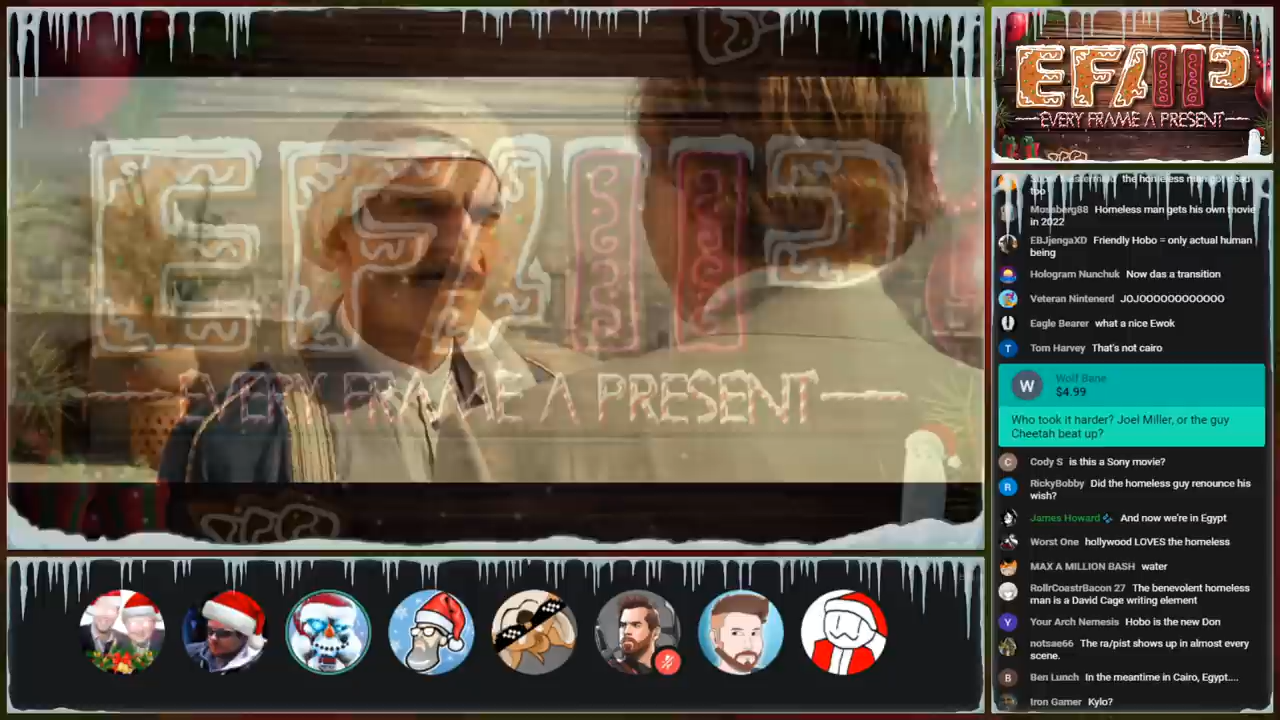 EFAP
EVERY FRAME A PRESENT
EFAP
EVERY FRAME A PRESENT
the homeless man
too
Mossberg88 Homeless man gets his own movie
in 2022
EBJjengaXD Friendly Hobo = only actual human
being
Hologram Nunchuk Now das a transition
Veteran Nintenerd JOJOOOOOOOOOOO
Eagle Bearer what a nice Ewok
T Tom Harvey That's not cairo
W Wolf Bane
$4.99
Who took it harder? Joel Miller, or the guy
Cheetah beat up?
C Cody S is this a Sony movie?
R RickyBobby Did the homeless guy renounce his
wish?
James Howard And now we're in Egypt
Worst One hollywood LOVES the homeless
MAX A MILLION BASH water
RollrCoastrBacon 27 The benevolent homeless
man is a David Cage writing element
Y Your Arch Nemesis Hobo is the new Don
notsae66 The ra/pist shows up in almost every
scene.
B Ben Lunch In the meantime in Cairo, Egypt....
Iron Gamer Kylo?